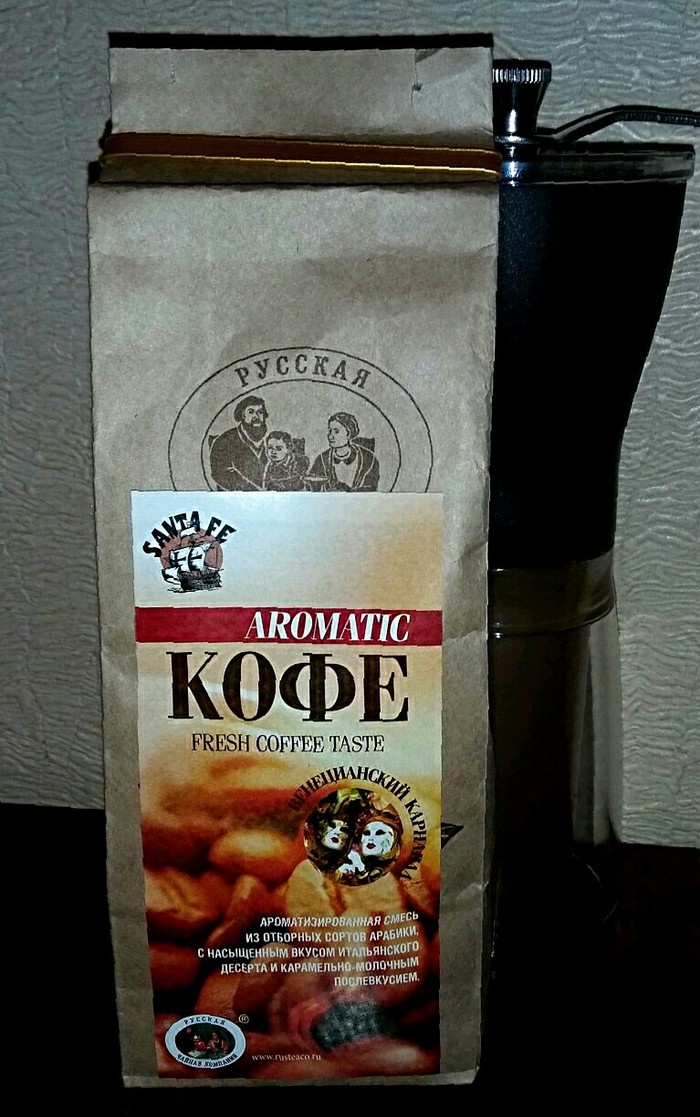 РУССКАЯ
SANTA FE
AROMATIC
КОФЕ
FRESH COFFEE TASTE
ВЕНЕЦИАНСКИЙ КАРНАВАЛ
АРОМАТИЗИРОВАННАЯ СМЕСЬ
ИЗ ОТБОРНЫХ СОРТОВ АРАБИКИ,
С НАСЫЩЕННЫМ ВКУСОМ ИТАЛЬЯНСКОГО
ДЕСЕРТА И КАРАМЕЛЬНО-МОЛОЧНЫМ
ПОСЛЕВКУСИЕМ.
РУССКАЯ
ЧАЙНАЯ КОМПАНИЯ
®
www.rusteaco.ru